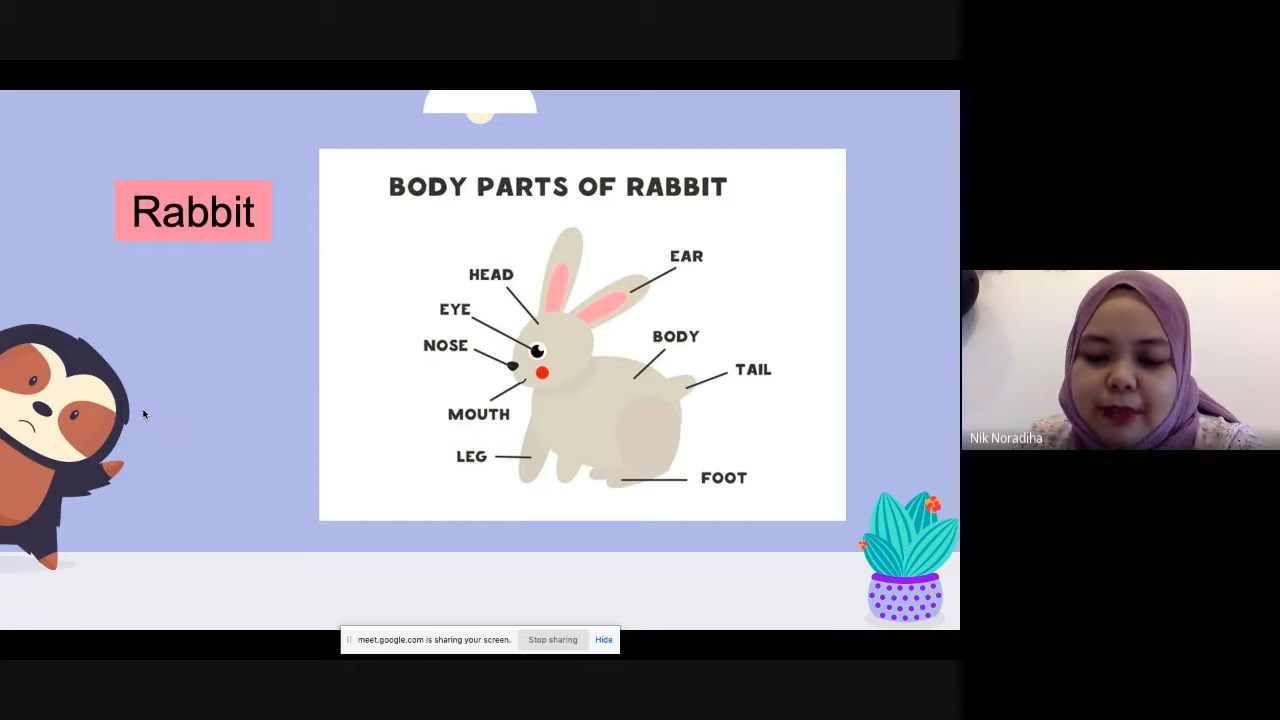 Rabbit
BODY PARTS OF RABBIT
HEAD
EAR
EYE
NOSE
BODY
TAIL
MOUTH
LEG
FOOT
Nik Noradiha
meet.google.com is sharing your screen.
Stop sharing
Hide